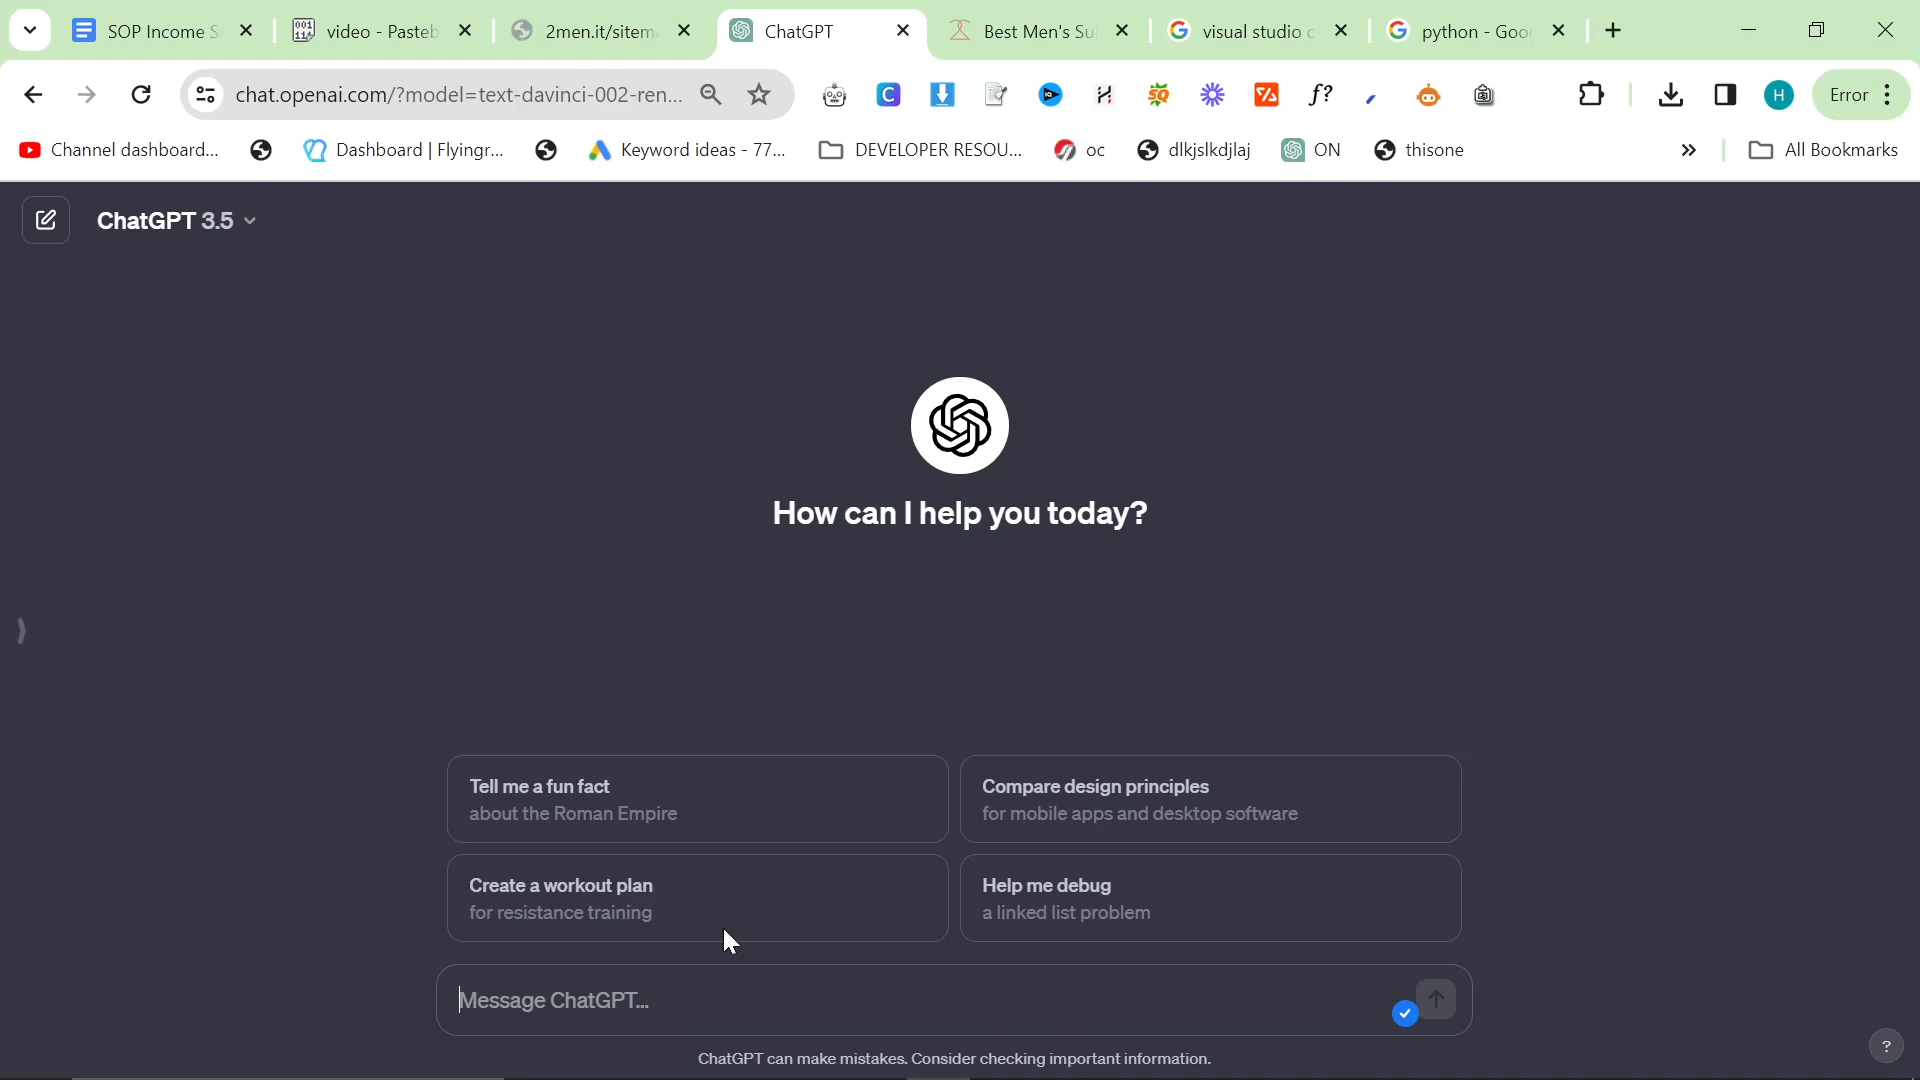 SOP Income S
video - Pasteb
2men.it/sitem
ChatGPT
Best Men's Su
visual studio c
python - Goo
chat.openai.com/?model=text-davinci-002-ren...
Error
Channel dashboard...
Dashboard | Flyingr...
Keyword ideas - 77...
DEVELOPER RESOU...
oc
dlkjslkdjlaj
ON
thisone
»
All Bookmarks
ChatGPT 3.5
How can I help you today?
Tell me a fun fact
about the Roman Empire
Compare design principles
for mobile apps and desktop software
Create a workout plan
for resistance training
Help me debug
a linked list problem
Message ChatGPT...
ChatGPT can make mistakes. Consider checking important information.
?